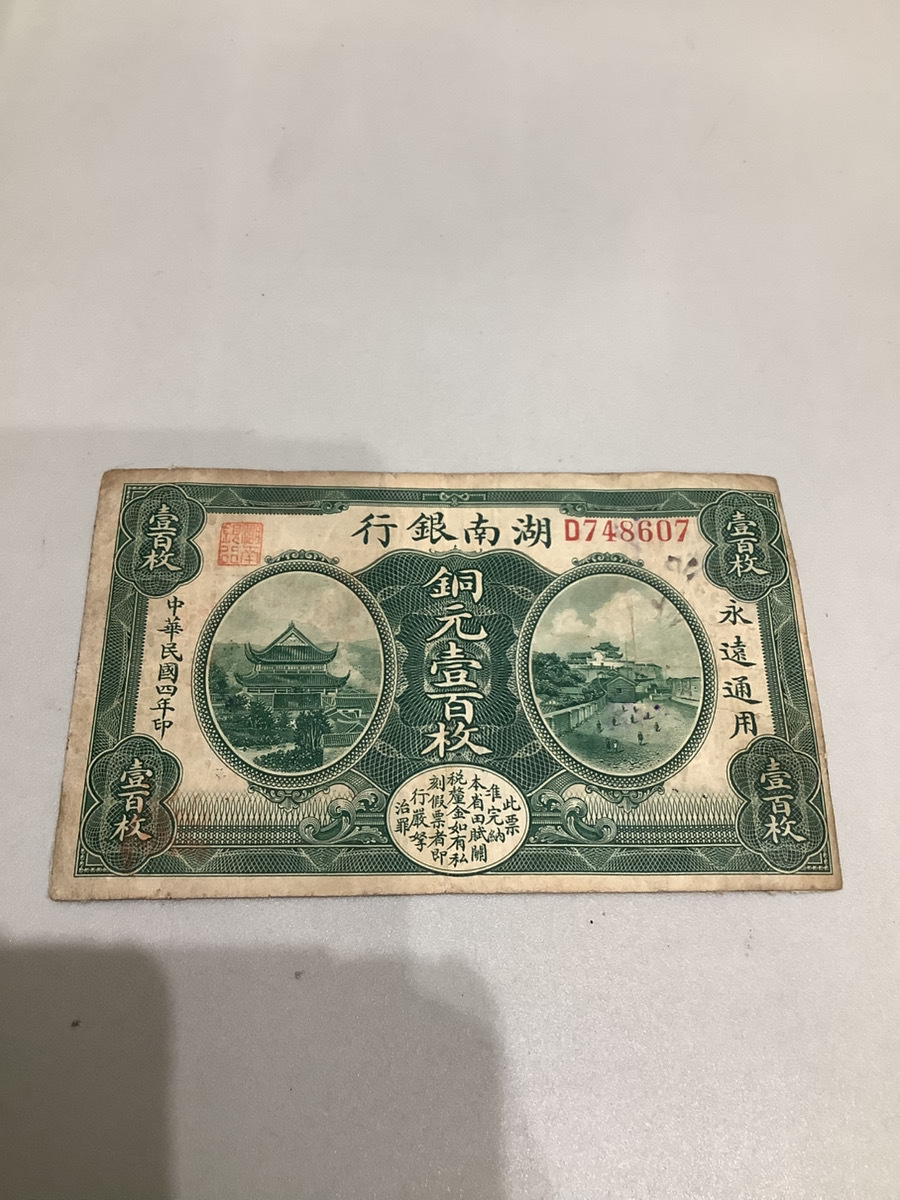 湖南銀行
D748607
壹百枚
壹百枚
銅元壹百枚
永遠通用
中華民國四年印
壹百枚
壹百枚
此票
准完納
本省田賦關
稅釐金如有私
刻假票者即
行嚴拏
治罪